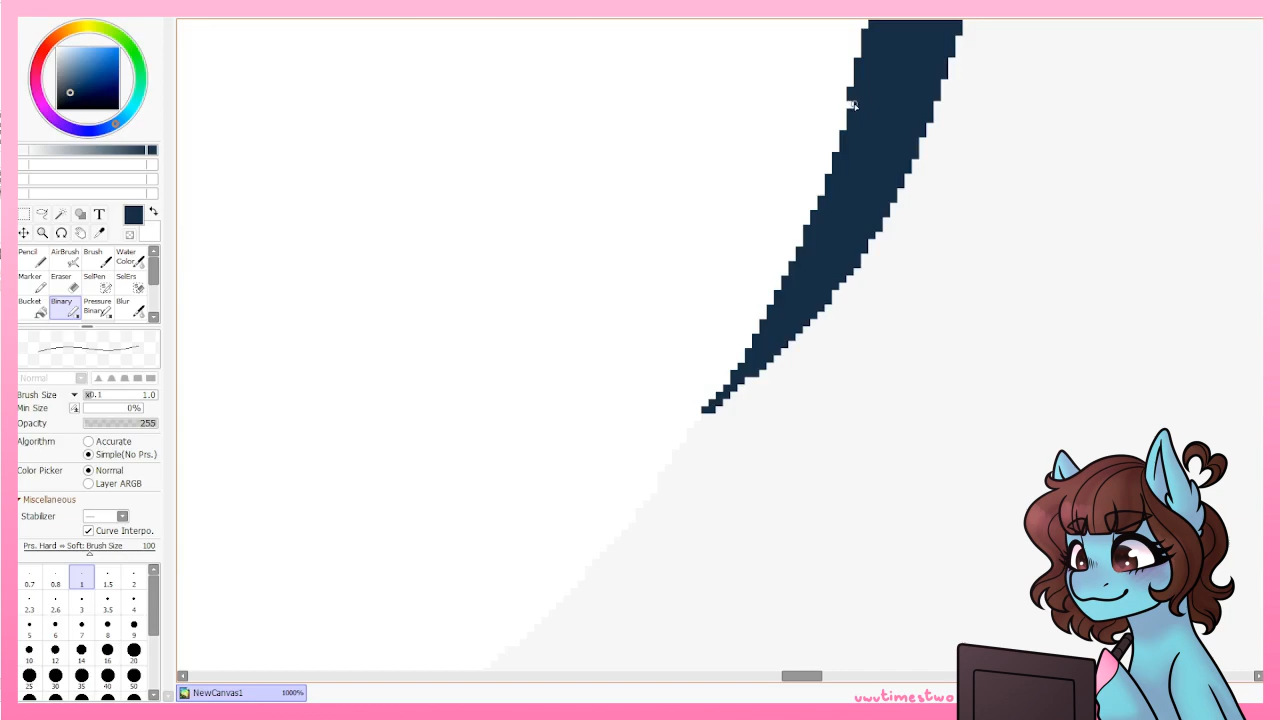 T
Pencil AirBrush Brush Water Color
Marker Eraser SelPen SelErs
Bucket Binary Pressure Binary Blur
Normal
Brush Size x0.1 1.0
Min Size 0%
Opacity 255
Algorithm Accurate
Simple(No Prs.)
Color Picker Normal
Layer ARGB
Miscellaneous
Stabilizer
Curve Interpo.
Prs. Hard ⇔ Soft: Brush Size 100
0.7 0.8 1 1.5 2
2.3 2.6 3 3.5 4
5 6 7 8 9
10 12 14 16 20
25 30 35 40 50
NewCanvas1 1000%
uwutimestwo